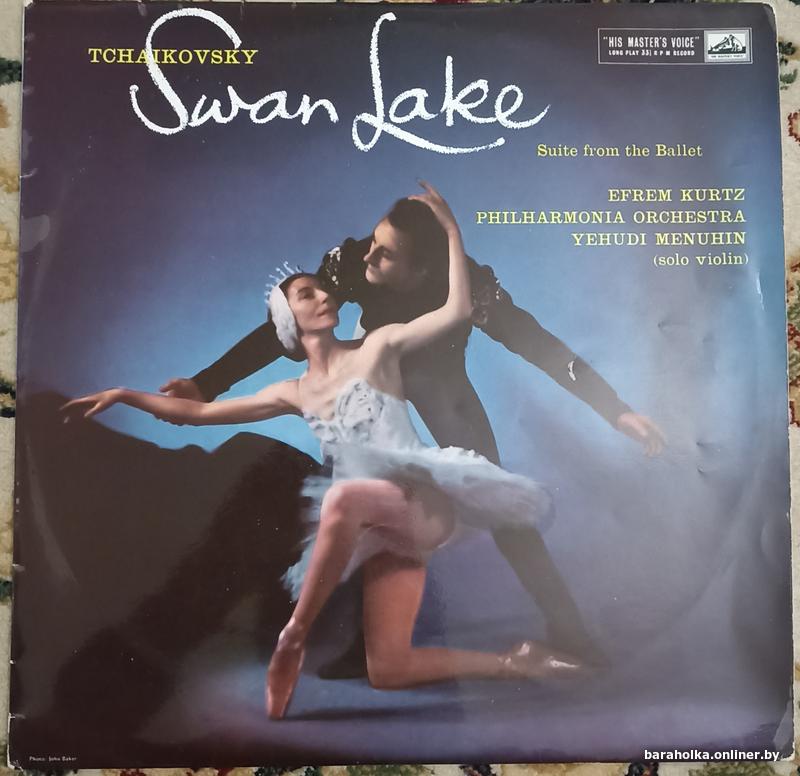 TCHAIKOVSKY
Swan Lake
"HIS MASTER'S VOICE"
LONG PLAY 33⅓ R P M RECORD
Suite from the Ballet
EFREM KURTZ
PHILHARMONIA ORCHESTRA
YEHUDI MENUHIN
(solo violin)
Photo: John Baker
baraholka.onliner.by